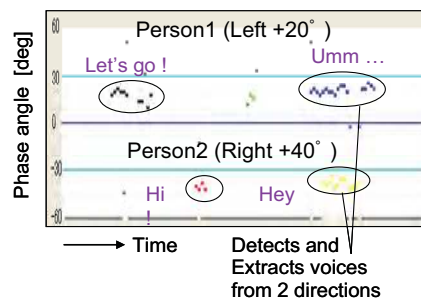 60
Person1 (Left +20°)
Let's go !
Umm …
30
Phase angle [deg]
0
Person2 (Right +40°)
-30
Hi
!
Hey
-60
Time
Detects and
Extracts voices
from 2 directions